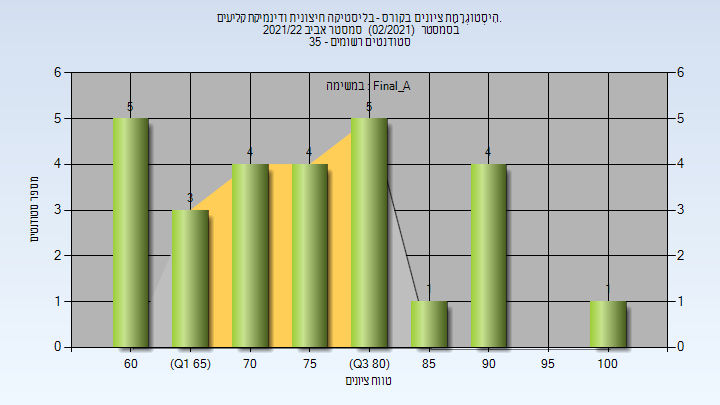 היסטוגרמת ציונים בקורס - בליסטיקה חיצונית ודינמיקת קליעים.
בסמסטר (02/2021) סמסטר אביב 2021/22
סטודנטים רשומים - 35
במשימה : Final_A
6 6
5 5 5 5
4 4 4 4 4
3 3 3
2 2
1 1 1 1
0 0
60 (Q1 65) 70 75 (Q3 80) 85 90 95 100
טווח ציונים
מספר סטודנטים